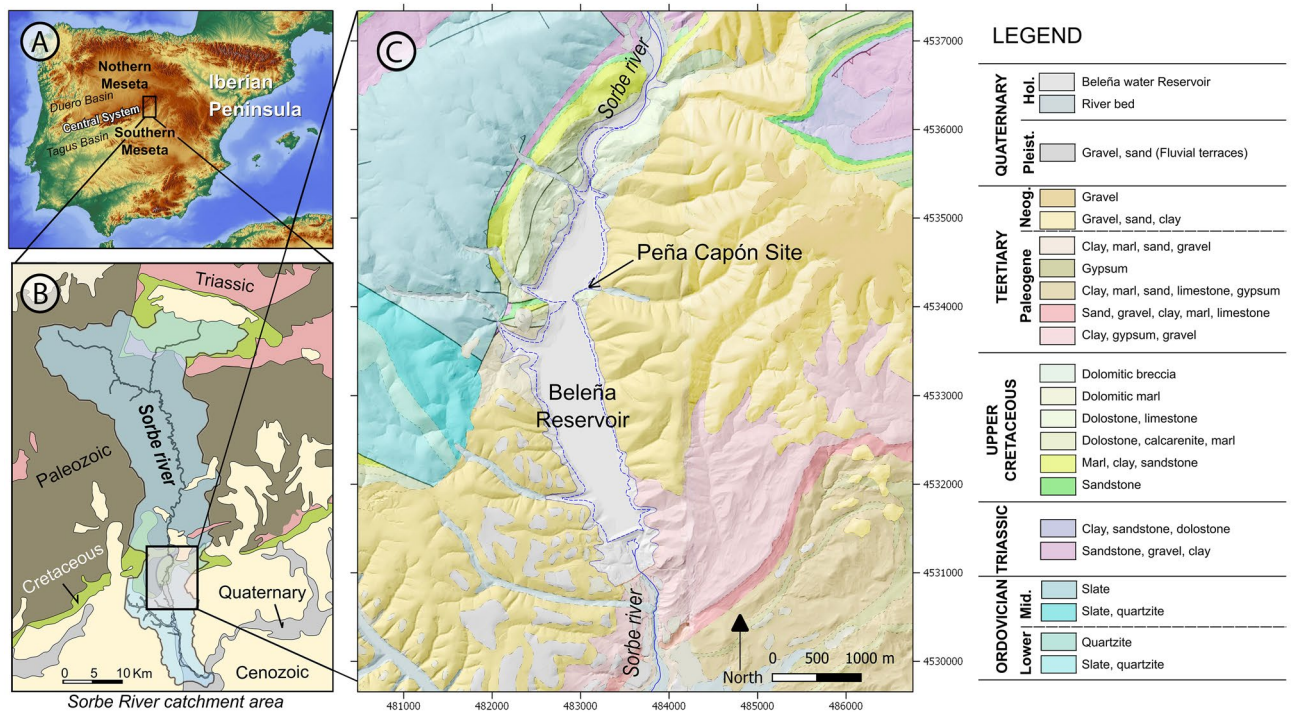 A
Nothern
Meseta
Iberian
Peninsula
Duero Basin
Central System
Tagus Basin
Southern
Meseta
B
Triassic
Sorbe river
Paleozoic
Cretaceous
Quaternary
Cenozoic
0 5 10 Km
Sorbe River catchment area
C
Sorbe river
Peña Capón Site
Beleña
Reservoir
Sorbe river
North
0 500 1000 m
4537000
4536000
4535000
4534000
4533000
4532000
4531000
4530000
481000 482000 483000 484000 485000 486000
LEGEND
QUATERNARY
Hol.
Beleña water Reservoir
River bed
Pleist.
Gravel, sand (Fluvial terraces)
TERTIARY
Neog.
Gravel
Gravel, sand, clay
Paleogene
Clay, marl, sand, gravel
Gypsum
Clay, marl, sand, limestone, gypsum
Sand, gravel, clay, marl, limestone
Clay, gypsum, gravel
UPPER
CRETACEOUS
Dolomitic breccia
Dolomitic marl
Dolostone, limestone
Dolostone, calcarenite, marl
Marl, clay, sandstone
Sandstone
TRIASSIC
Clay, sandstone, dolostone
Sandstone, gravel, clay
ORDOVICIAN
Mid.
Slate
Slate, quartzite
Lower
Quartzite
Slate, quartzite